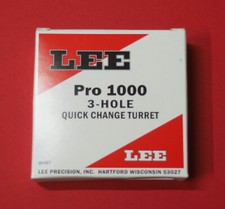 LEE
Pro 1000
3-HOLE
QUICK CHANGE TURRET
LEE
LEE PRECISION, INC. HARTFORD WISCONSIN 53027